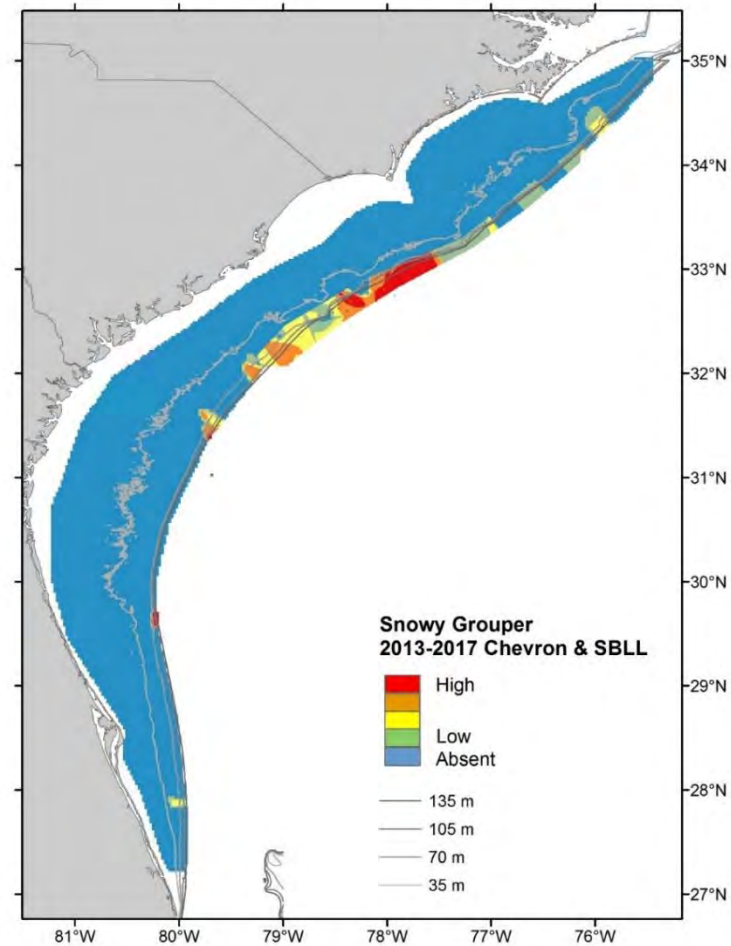 35°N
34°N
33°N
32°N
31°N
30°N
Snowy Grouper
2013-2017 Chevron & SBLL
High
29°N
Low
Absent
28°N
135 m
105 m
70 m
35 m
27°N
81°W 80°W 79°W 78°W 77°W 76°W